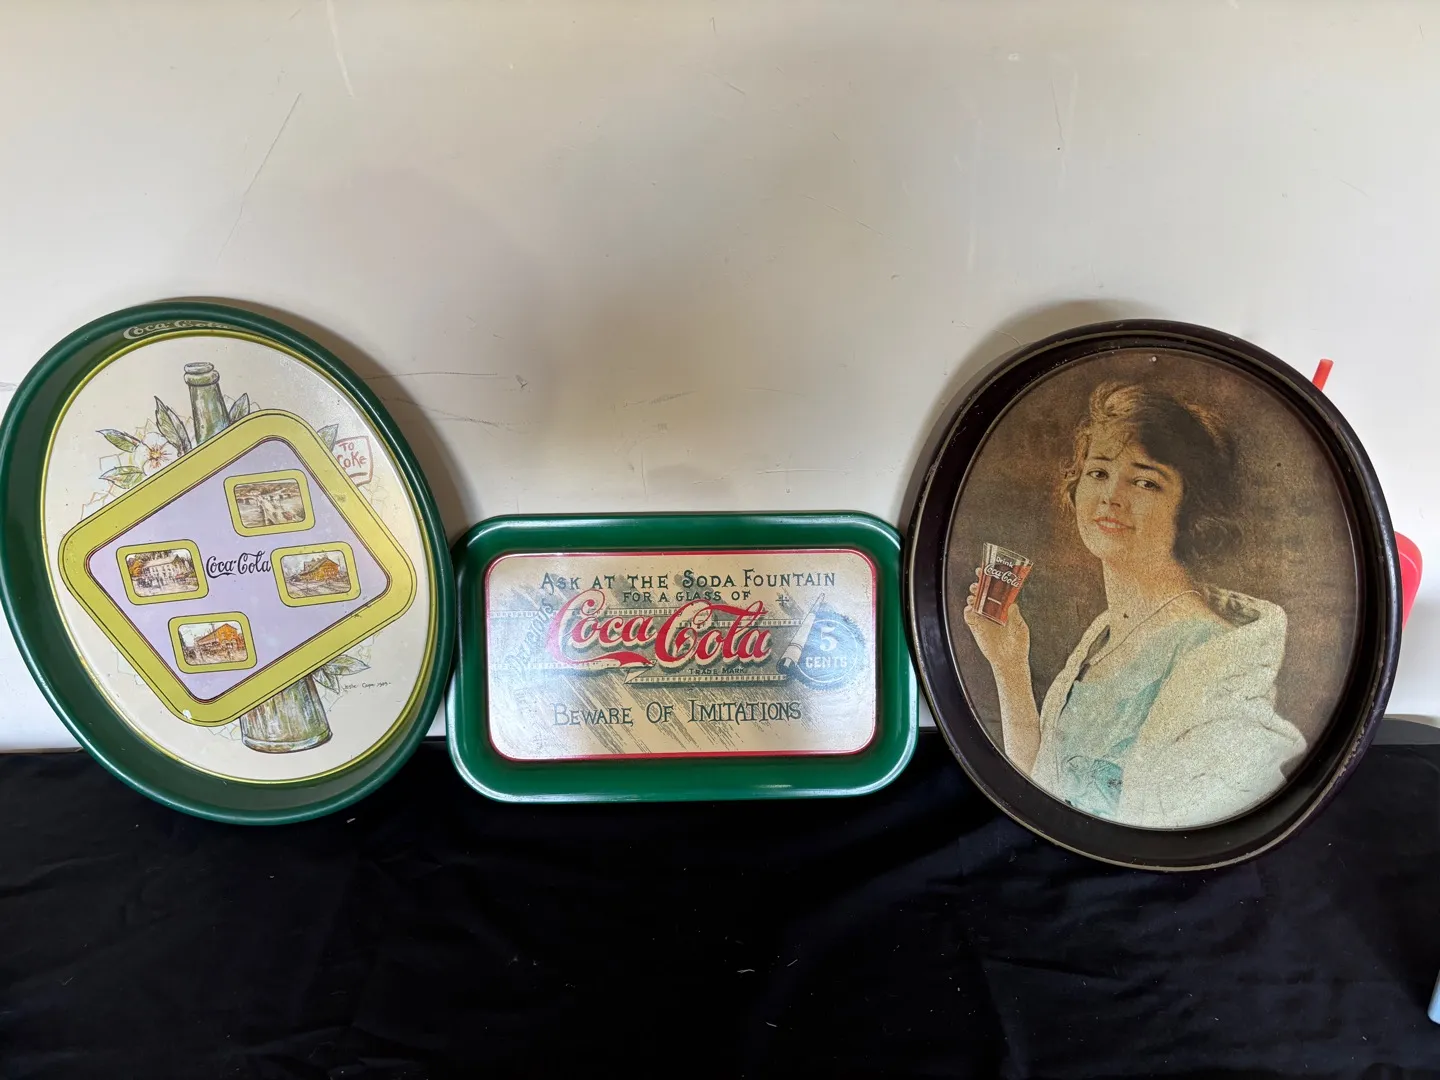 Coca-Cola
TO
COKE
Coca-Cola
ASK AT THE SODA FOUNTAIN
FOR A GLASS OF
Coca-Cola
TRADE MARK
5
CENTS
BEWARE OF IMITATIONS
Drink
Coca-Cola